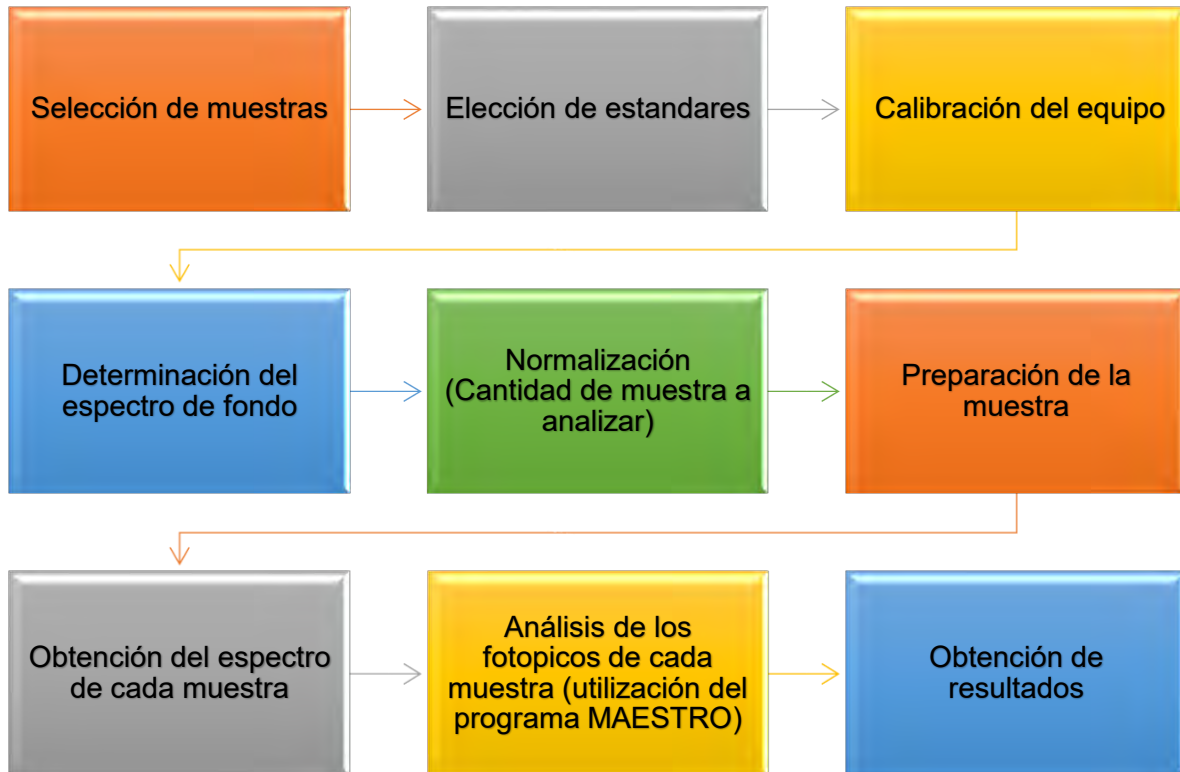 Selección de muestras
Elección de estandares
Calibración del equipo
Determinación del
espectro de fondo
Normalización
(Cantidad de muestra a
analizar)
Preparación de la
muestra
Obtención del espectro
de cada muestra
Análisis de los
fotopicos de cada
muestra (utilización del
programa MAESTRO)
Obtención de
resultados